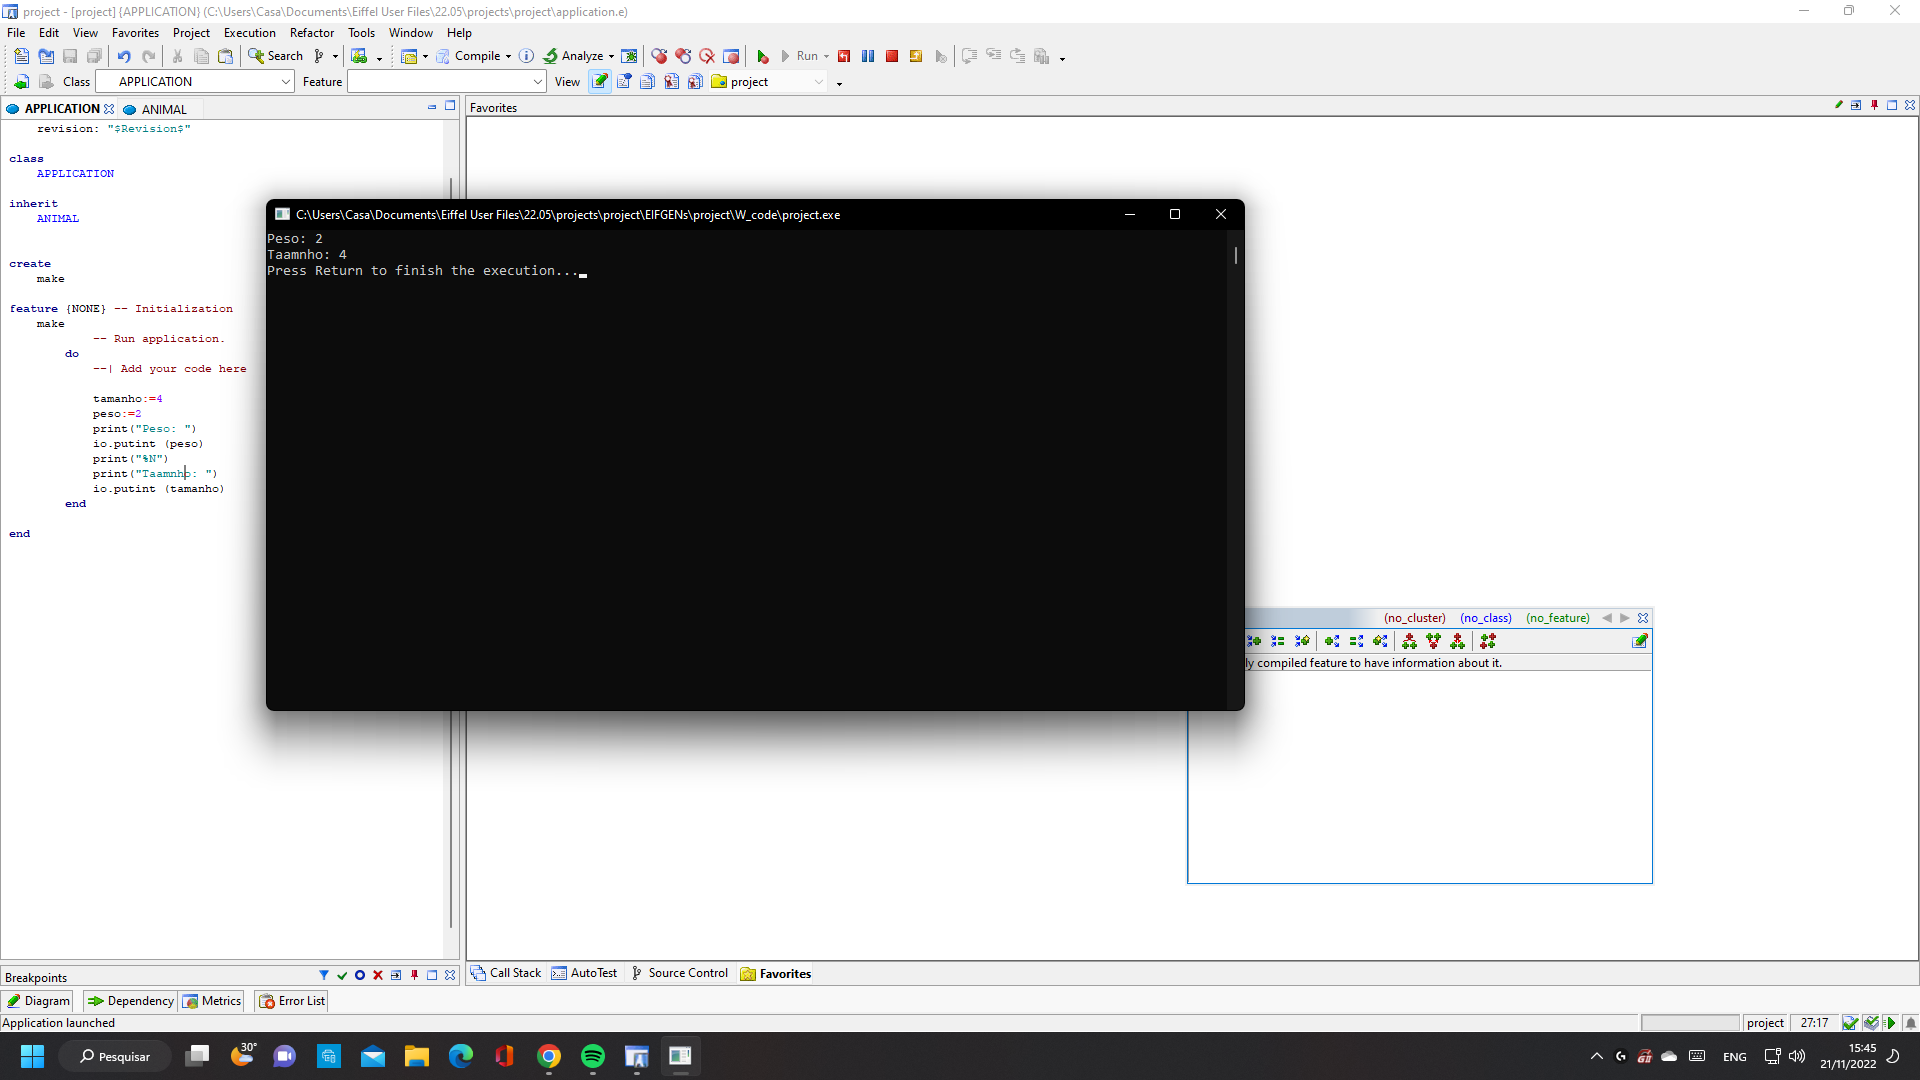 project - [project] {APPLICATION} (C:\Users\Casa\Documents\Eiffel User Files\22.05\projects\project\application.e)
File Edit View Favorites Project Execution Refactor Tools Window Help
Search Compile Analyze Run
Class APPLICATION Feature View project
APPLICATION ANIMAL
Favorites
revision: "$Revision$"
class
APPLICATION
inherit
ANIMAL
create
make
feature {NONE} -- Initialization
make
-- Run application.
do
--| Add your code here
tamanho:=4
peso:=2
print("Peso: ")
io.putint (peso)
print("%N")
print("Taamnho: ")
io.putint (tamanho)
end
end
C:\Users\Casa\Documents\Eiffel User Files\22.05\projects\project\EIFGENs\project\W_code\project.exe
Peso: 2
Taamnho: 4
Press Return to finish the execution...
(no_cluster) (no_class) (no_feature)
ly compiled feature to have information about it.
Breakpoints
Call Stack AutoTest Source Control Favorites
Diagram Dependency Metrics Error List
Application launched
project 27:17
30°
Pesquisar
ENG
15:45
21/11/2022